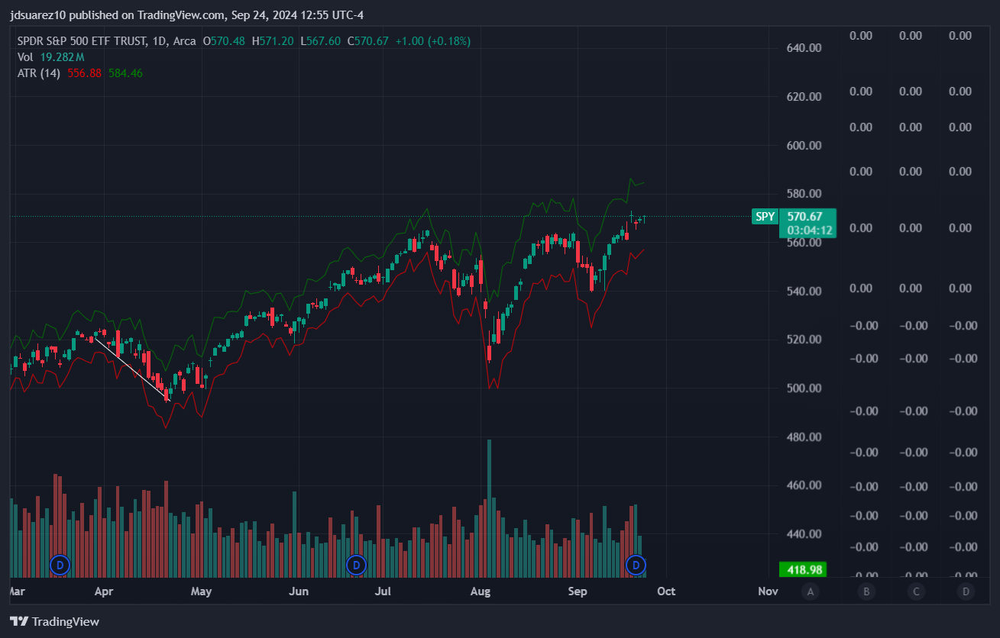 jdsuarez10 published on TradingView.com, Sep 24, 2024 12:55 UTC-4
SPDR S&P 500 ETF TRUST, 1D, Arca O570.48 H571.20 L567.60 C570.67 +1.00 (+0.18%)
Vol 19.282M
ATR (14) 556.88 584.46
0.00 0.00 0.00
640.00
620.00
0.00 0.00 0.00
0.00 0.00 0.00
600.00
0.00 0.00 0.00
580.00
SPY 570.67
03:04:12
0.00 0.00 0.00
560.00
540.00 0.00 0.00 0.00
−0.00 −0.00 −0.00
520.00
−0.00 −0.00 −0.00
500.00
−0.00 −0.00 −0.00
480.00
−0.00 −0.00 −0.00
460.00 −0.00 −0.00 −0.00
−0.00 −0.00 −0.00
440.00
−0.00 −0.00 −0.00
D D D
418.98
−0.00 −0.00 −0.00
Mar Apr May Jun Jul Aug Sep Oct Nov A B C D
TradingView